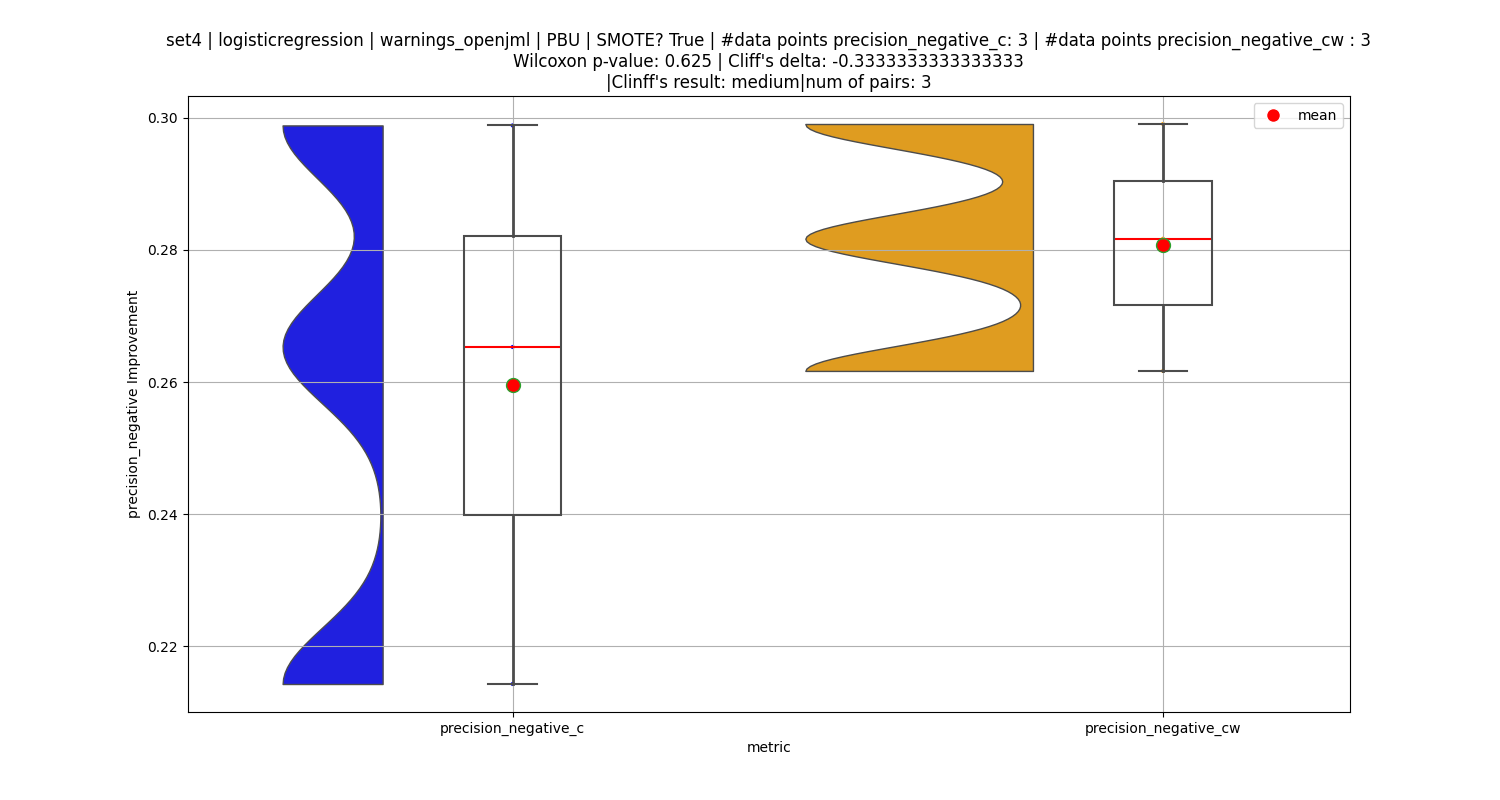 set4 | logisticregression | warnings_openjml | PBU | SMOTE? True | #data points precision_negative_c: 3 | #data points precision_negative_cw : 3
Wilcoxon p-value: 0.625 | Cliff's delta: -0.3333333333333333
|Clinff's result: medium|num of pairs: 3
mean
0.30
0.28
0.26
0.24
0.22
precision_negative Improvement
precision_negative_c
precision_negative_cw
metric